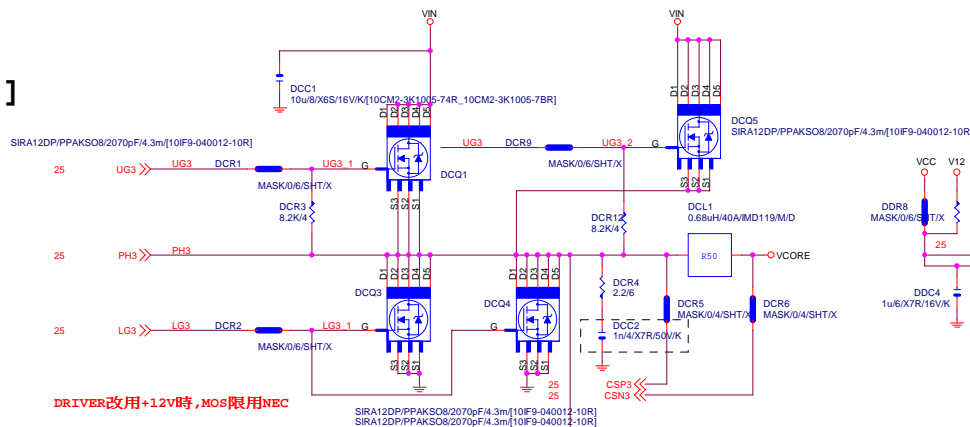 ]
VIN
VIN
DCC1
10u/8/X6S/16V/K/[10CM2-3K1005-74R_10CM2-3K1005-7BR]
D1 D2 D3 D4 D5
D1 D2 D3 D4 D5
DCQ5
SIRA12DP/PPAKSO8/2070pF/4.3m/[10IF9-040012-10R
SIRA12DP/PPAKSO8/2070pF/4.3m/[10IF9-040012-10R]
25 UG3 UG3 DCR1 UG3_1 G
MASK/0/6/SHT/X
DCQ1
UG3 DCR9 UG3_2 G
MASK/0/6/SHT/X
S3 S2 S1
S3 S2 S1
DCR3
8.2K/4
DCR12
8.2K/4
DCL1
0.68uH/40A/IMD119/M/D
R50
VCORE
VCC V12
DDR8
MASK/0/6/SHT/X
25
DDC4
1u/6/X7R/16V/K
25 PH3 PH3
D1 D2 D3 D4 D5
D1 D2 D3 D4 D5
DCQ3
DCQ4
DCR4
2.2/6
DCR5
MASK/0/4/SHT/X
DCR6
MASK/0/4/SHT/X
25 LG3 LG3 DCR2 LG3_1 G
G
MASK/0/6/SHT/X
DCC2
1n/4/X7R/50V/K
S3 S2 S1
S3 S2 S1
25 CSP3
25 CSN3
DRIVER改用+12V時,MOS限用NEC
SIRA12DP/PPAKSO8/2070pF/4.3m/[10IF9-040012-10R]
SIRA12DP/PPAKSO8/2070pF/4.3m/[10IF9-040012-10R]